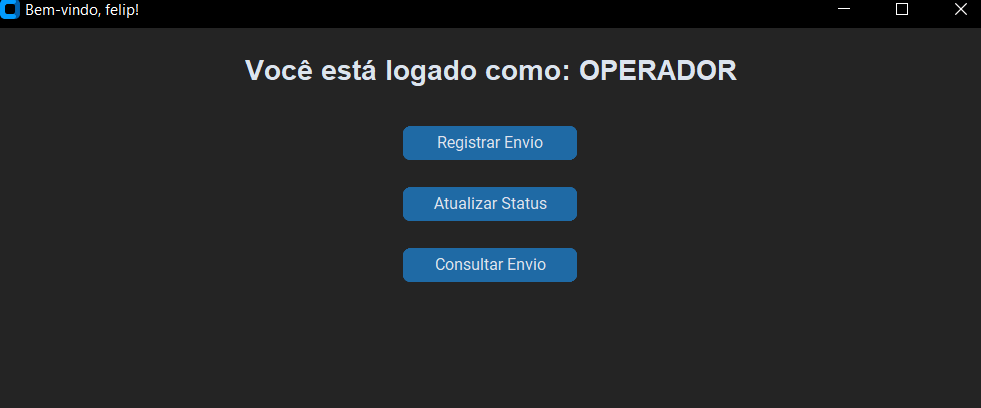 Bem-vindo, felip!
Você está logado como: OPERADOR
Registrar Envio
Atualizar Status
Consultar Envio